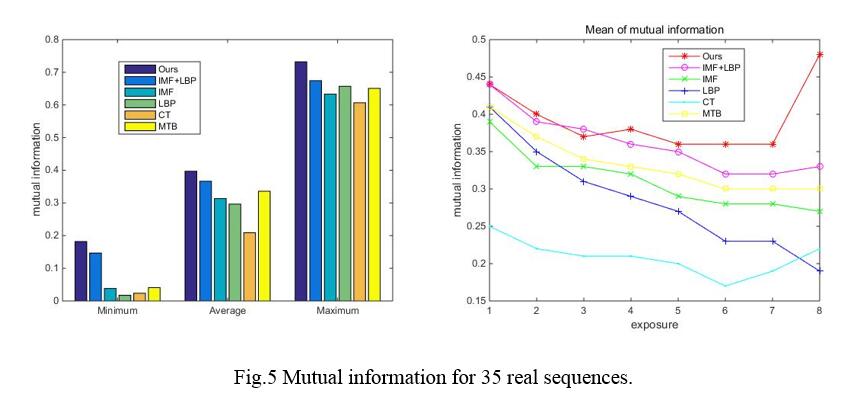 0.8
0.7
0.6
0.5
0.4
0.3
0.2
0.1
0
mutual information
Ours
IMF+LBP
IMF
LBP
CT
MTB
Minimum Average Maximum
Mean of mutual information
0.5
0.45
0.4
0.35
0.3
0.25
0.2
0.15
mutual information
Ours
IMF+LBP
IMF
LBP
CT
MTB
1 2 3 4 5 6 7 8
exposure
Fig.5 Mutual information for 35 real sequences.